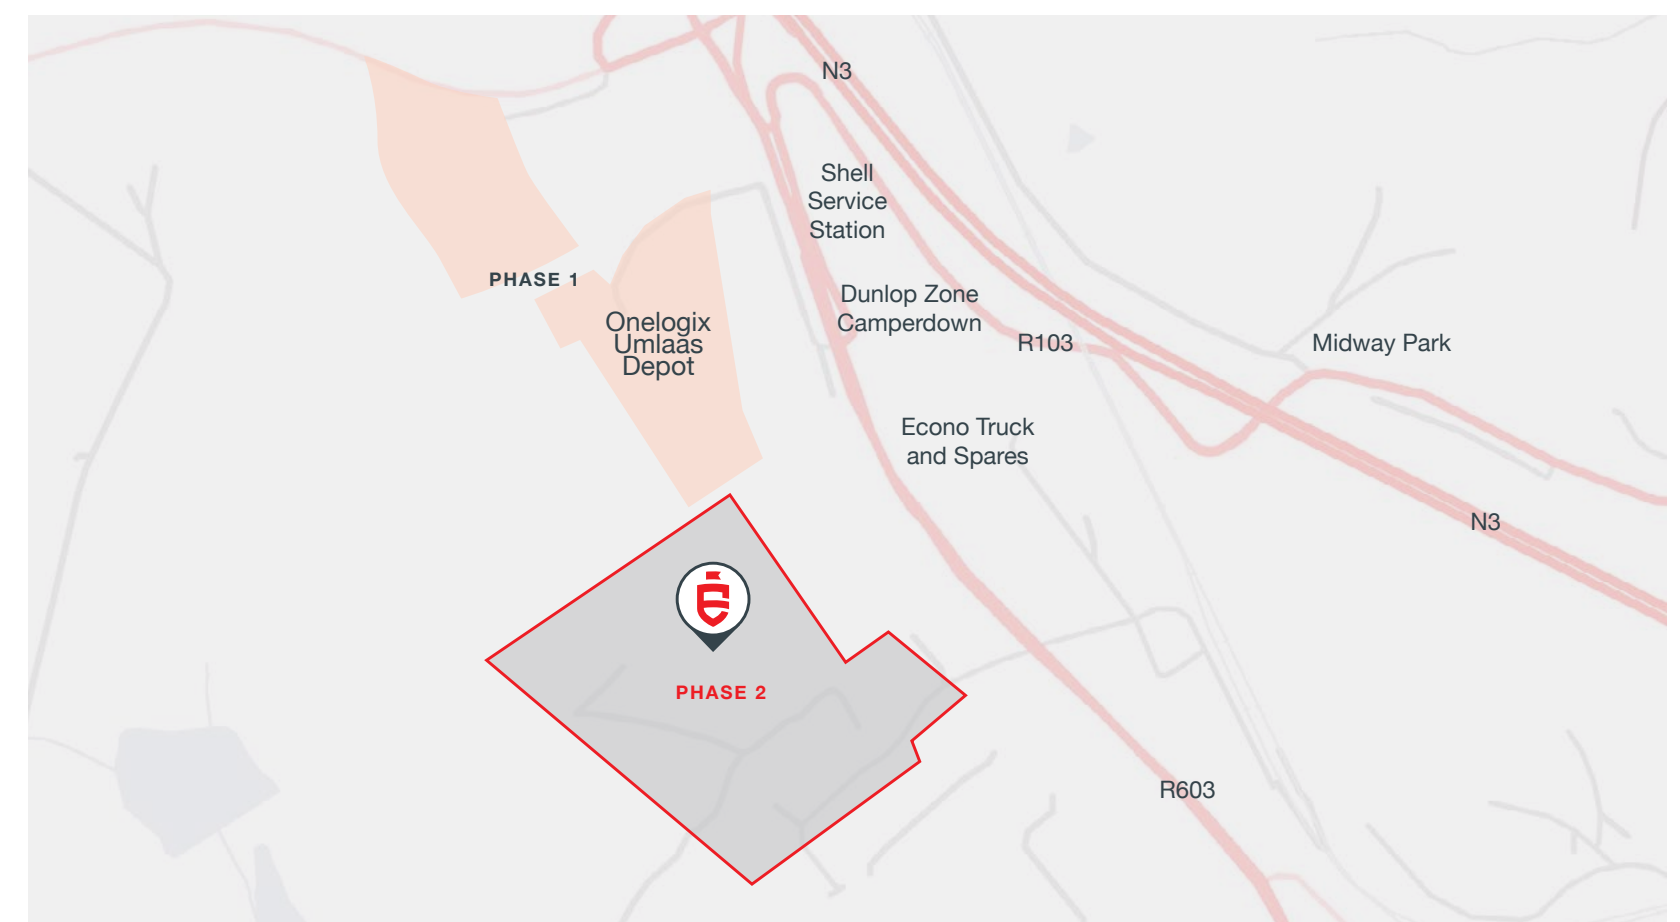 N3
Shell
Service
Station
PHASE 1
Dunlop Zone
Camperdown
Onelogix
Umlaas
Depot
R103
Midway Park
Econo Truck
and Spares
N3
PHASE 2
R603